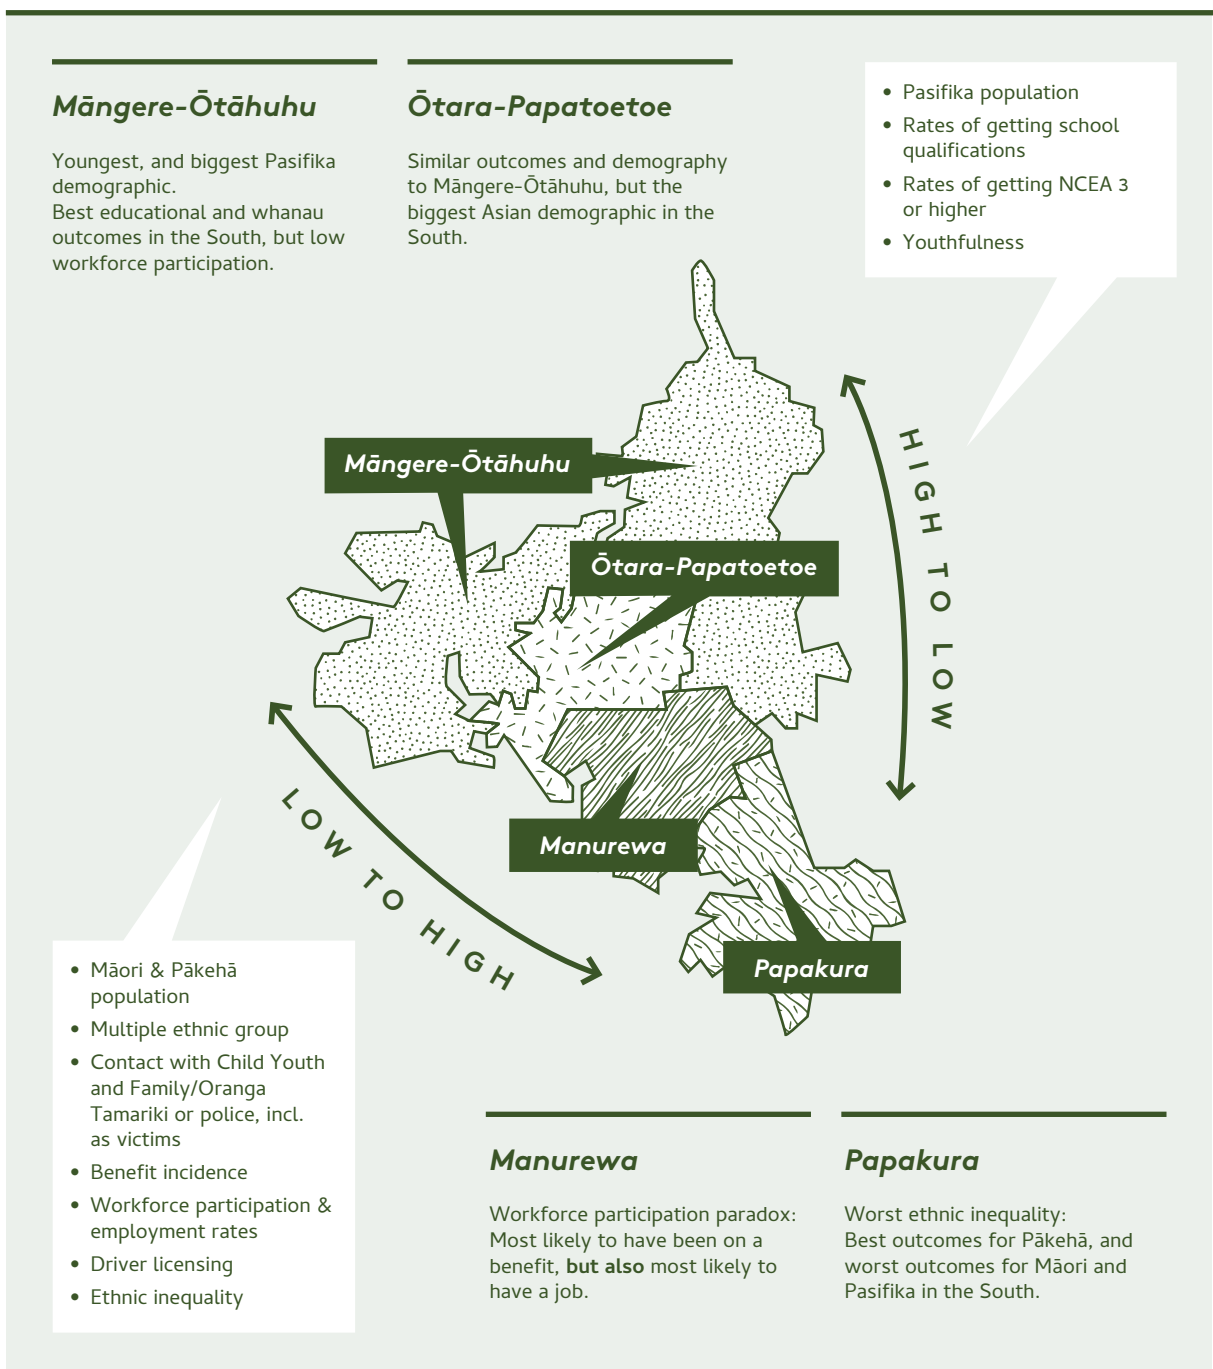 Māngere-Ōtāhuhu
Youngest, and biggest Pasifika
demographic.
Best educational and whanau
outcomes in the South, but low
workforce participation.
Ōtara-Papatoetoe
Similar outcomes and demography
to Māngere-Ōtāhuhu, but the
biggest Asian demographic in the
South.
• Pasifika population
• Rates of getting school
qualifications
• Rates of getting NCEA 3
or higher
• Youthfulness
Māngere-Ōtāhuhu
Ōtara-Papatoetoe
HIGH TO LOW
LOW TO HIGH
Manurewa
Papakura
• Māori & Pākehā
population
• Multiple ethnic group
• Contact with Child Youth
and Family/Oranga
Tamariki or police, incl.
as victims
• Benefit incidence
• Workforce participation &
employment rates
• Driver licensing
• Ethnic inequality
Manurewa
Workforce participation paradox:
Most likely to have been on a
benefit, but also most likely to
have a job.
Papakura
Worst ethnic inequality:
Best outcomes for Pākehā, and
worst outcomes for Māori and
Pasifika in the South.